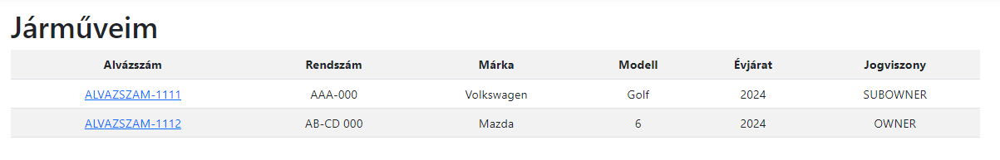 Járműveim
Alvázszám Rendszám Márka Modell Évjárat Jogviszony
ALVAZSZAM-1111 AAA-000 Volkswagen Golf 2024 SUBOWNER
ALVAZSZAM-1112 AB-CD 000 Mazda 6 2024 OWNER